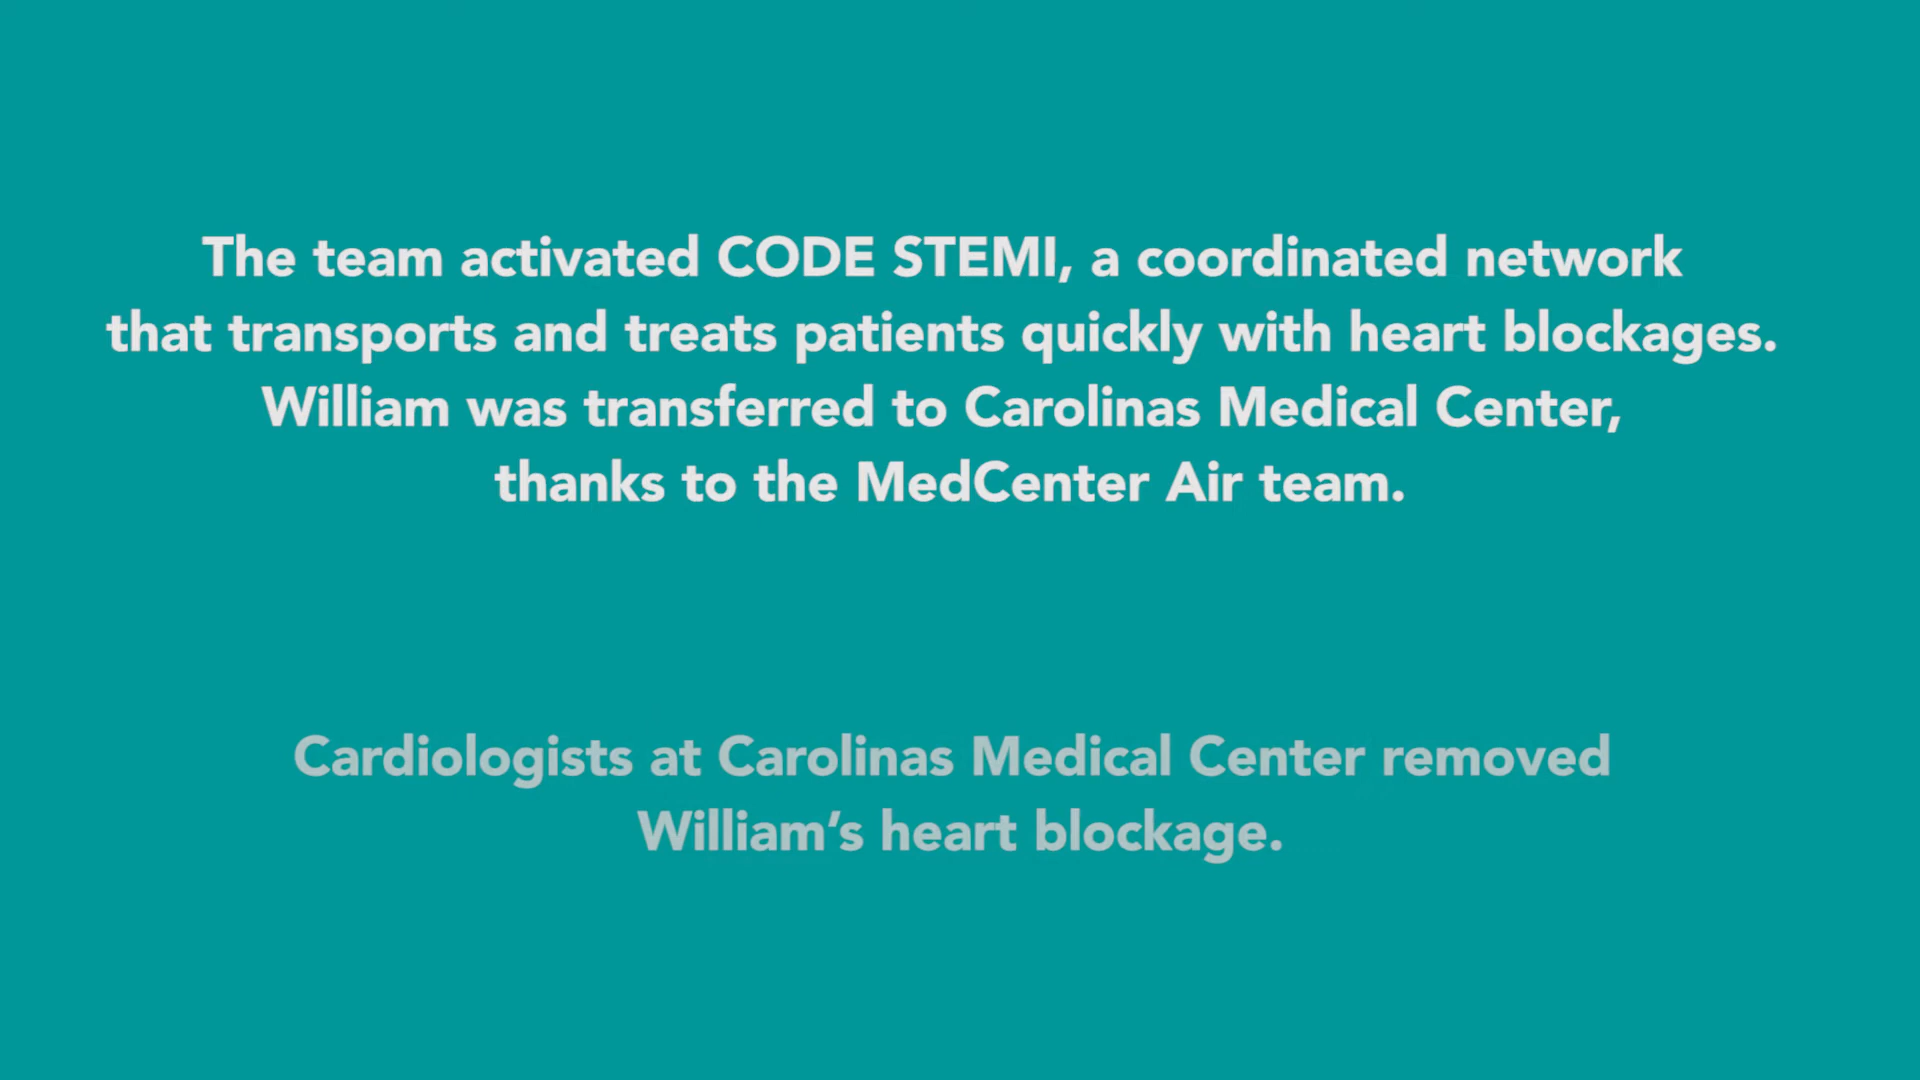 The team activated CODE STEMI, a coordinated network
that transports and treats patients quickly with heart blockages.
William was transferred to Carolinas Medical Center,
thanks to the MedCenter Air team.
Cardiologists at Carolinas Medical Center removed
William’s heart blockage.